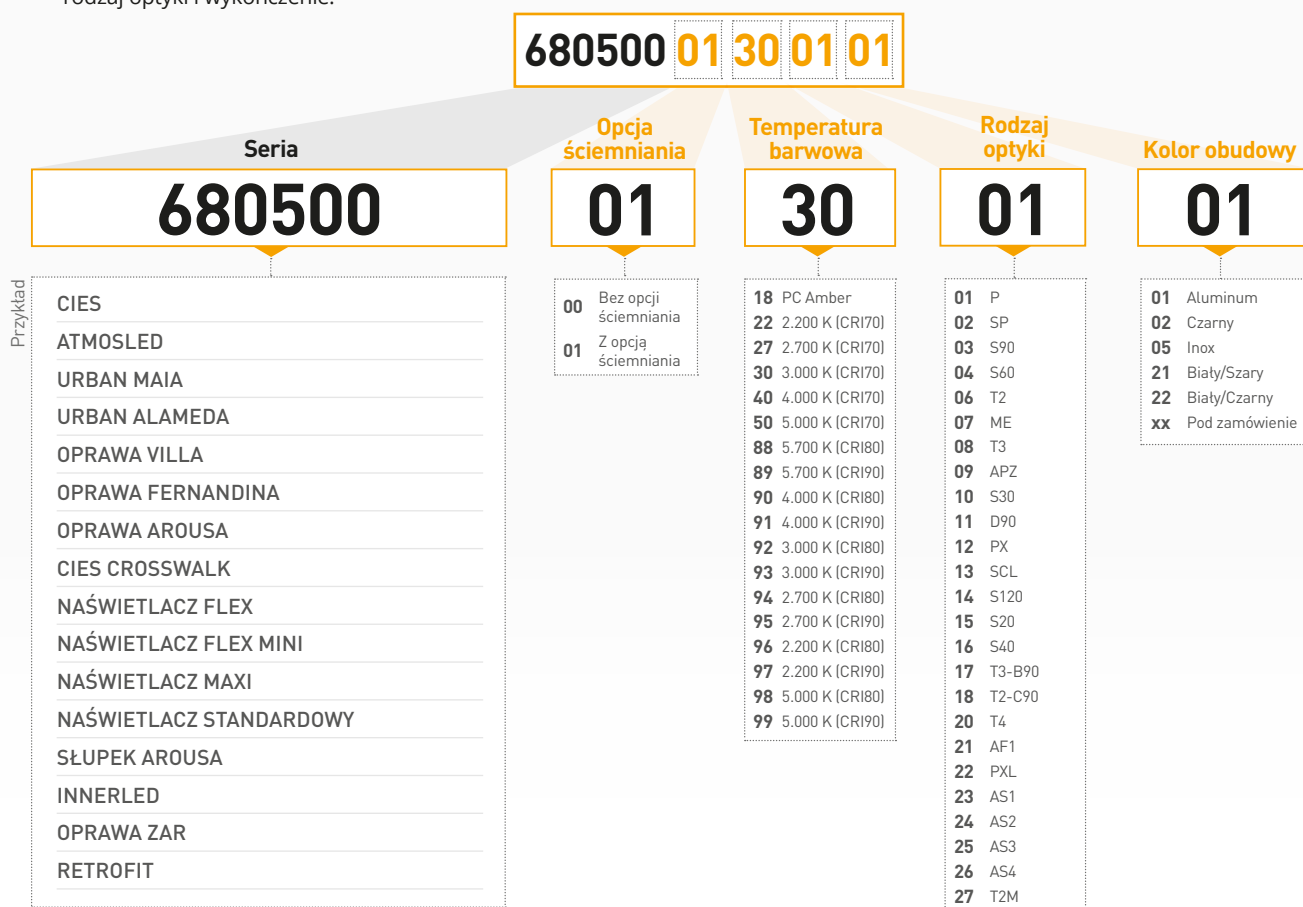 rodzaj optyki i wykończenie.
680500 01 30 01 01
Seria
680500
Przykład
CIES
ATMOSLED
URBAN MAIA
URBAN ALAMEDA
OPRAWA VILLA
OPRAWA FERNANDINA
OPRAWA AROUSA
CIES CROSSWALK
NAŚWIETLACZ FLEX
NAŚWIETLACZ FLEX MINI
NAŚWIETLACZ MAXI
NAŚWIETLACZ STANDARDOWY
SŁUPEK AROUSA
INNERLED
OPRAWA ZAR
RETROFIT
Opcja
ściemniania
01
00 Bez opcji
ściemniania
01 Z opcją
ściemniania
Temperatura
barwowa
30
18 PC Amber
22 2.200 K (CRI70)
27 2.700 K (CRI70)
30 3.000 K (CRI70)
40 4.000 K (CRI70)
50 5.000 K (CRI70)
88 5.700 K (CRI80)
89 5.700 K (CRI90)
90 4.000 K (CRI80)
91 4.000 K (CRI90)
92 3.000 K (CRI80)
93 3.000 K (CRI90)
94 2.700 K (CRI80)
95 2.700 K (CRI90)
96 2.200 K (CRI80)
97 2.200 K (CRI90)
98 5.000 K (CRI80)
99 5.000 K (CRI90)
Rodzaj
optyki
01
01 P
02 SP
03 S90
04 S60
06 T2
07 ME
08 T3
09 APZ
10 S30
11 D90
12 PX
13 SCL
14 S120
15 S20
16 S40
17 T3-B90
18 T2-C90
20 T4
21 AF1
22 PXL
23 AS1
24 AS2
25 AS3
26 AS4
27 T2M
Kolor obudowy
01
01 Aluminum
02 Czarny
05 Inox
21 Biały/Szary
22 Biały/Czarny
xx Pod zamówienie